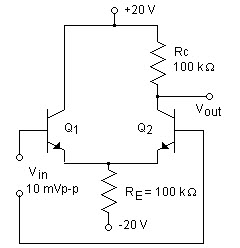 +20 V
Rc
100 kΩ
Vout
Q1
Q2
Vin
10 mVp-p
RE = 100 kΩ
-20 V